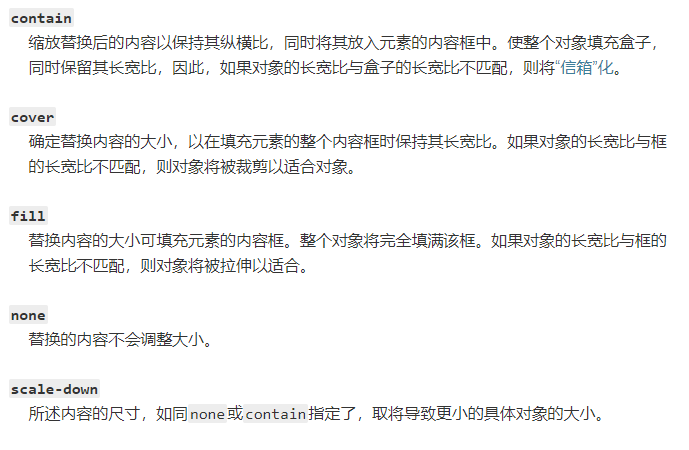 contain
缩放替换后的内容以保持其纵横比，同时将其放入元素的内容框中。使整个对象填充盒子，
同时保留其长宽比，因此，如果对象的长宽比与盒子的长宽比不匹配，则将“信箱”化。
cover
确定替换内容的大小，以在填充元素的整个内容框时保持其长宽比。如果对象的长宽比与框
的长宽比不匹配，则对象将被裁剪以适合对象。
fill
替换内容的大小可填充元素的内容框。整个对象将完全填满该框。如果对象的长宽比与框的
长宽比不匹配，则对象将被拉伸以适合。
none
替换的内容不会调整大小。
scale-down
所述内容的尺寸，如同none或contain指定了，取将导致更小的具体对象的大小。